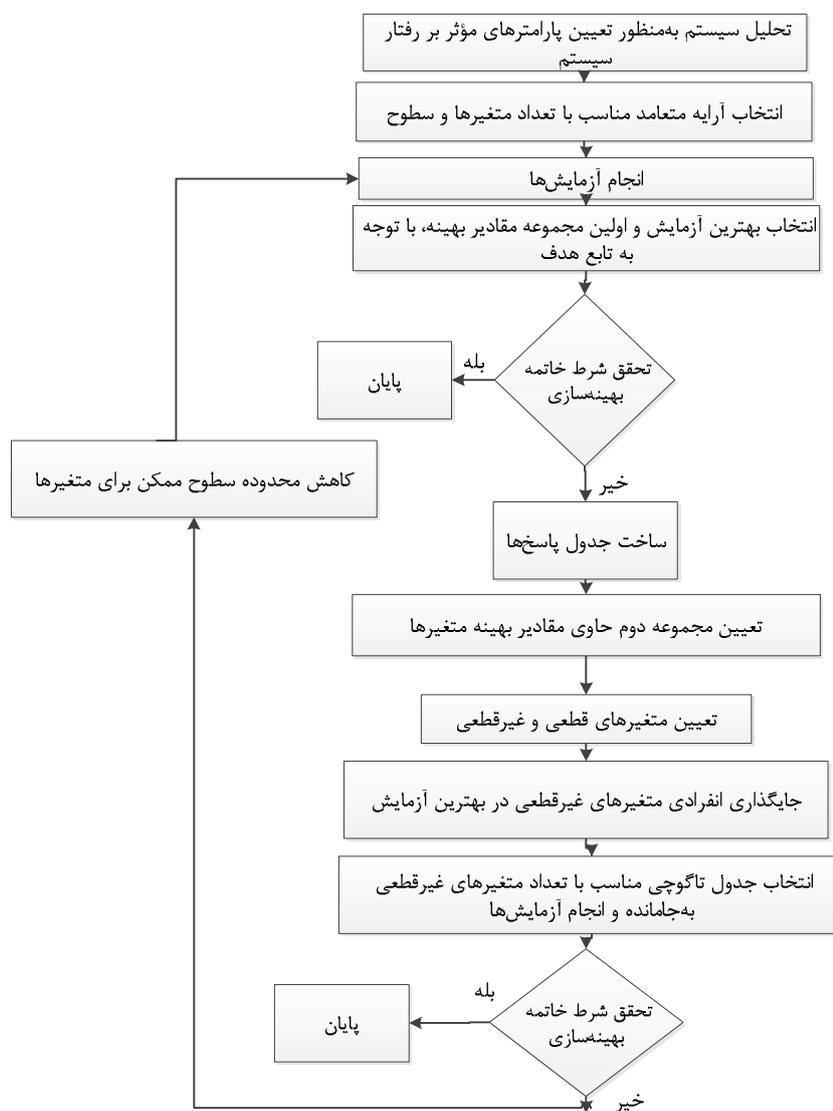 تحلیل سیستم به‌منظور تعیین پارامترهای مؤثر بر رفتار
سیستم
انتخاب آرایه متعامد مناسب با تعداد متغیرها و سطوح
انجام آزمایش‌ها
انتخاب بهترین آزمایش و اولین مجموعه مقادیر بهینه، با توجه
به تابع هدف
تحقق شرط خاتمه
بهینه‌سازی
بله
پایان
خیر
کاهش محدوده سطوح ممکن برای متغیرها
ساخت جدول پاسخ‌ها
تعیین مجموعه دوم حاوی مقادیر بهینه متغیرها
تعیین متغیرهای قطعی و غیرقطعی
جایگذاری انفرادی متغیرهای غیرقطعی در بهترین آزمایش
انتخاب جدول تاگوچی مناسب با تعداد متغیرهای غیرقطعی
به‌جامانده و انجام آزمایش‌ها
تحقق شرط خاتمه
بهینه‌سازی
بله
پایان
خیر